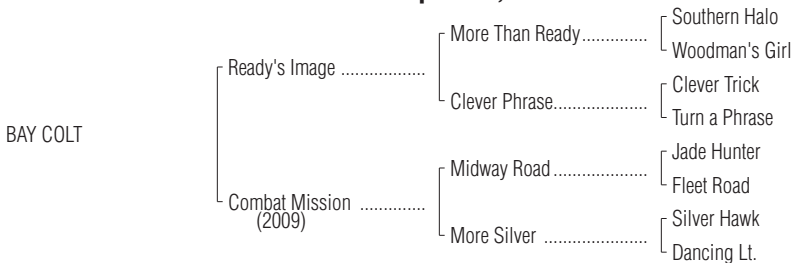 Southern Halo
More Than Ready..............
Woodman's Girl
Ready's Image ..................
Clever Trick
Clever Phrase....................
Turn a Phrase
BAY COLT
Jade Hunter
Midway Road....................
Fleet Road
Combat Mission ..............
(2009)
Silver Hawk
More Silver ......................
Dancing Lt.